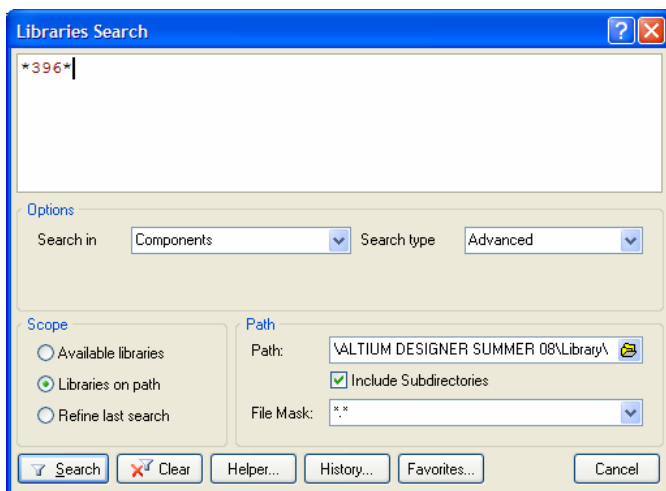 Libraries Search
*396*
Options
Search in Components Search type Advanced
Scope
Available libraries
Libraries on path
Refine last search
Path
Path: \ALTIUM DESIGNER SUMMER 08\Library\
Include Subdirectories
File Mask: *.*
Search Clear Helper... History... Favorites... Cancel